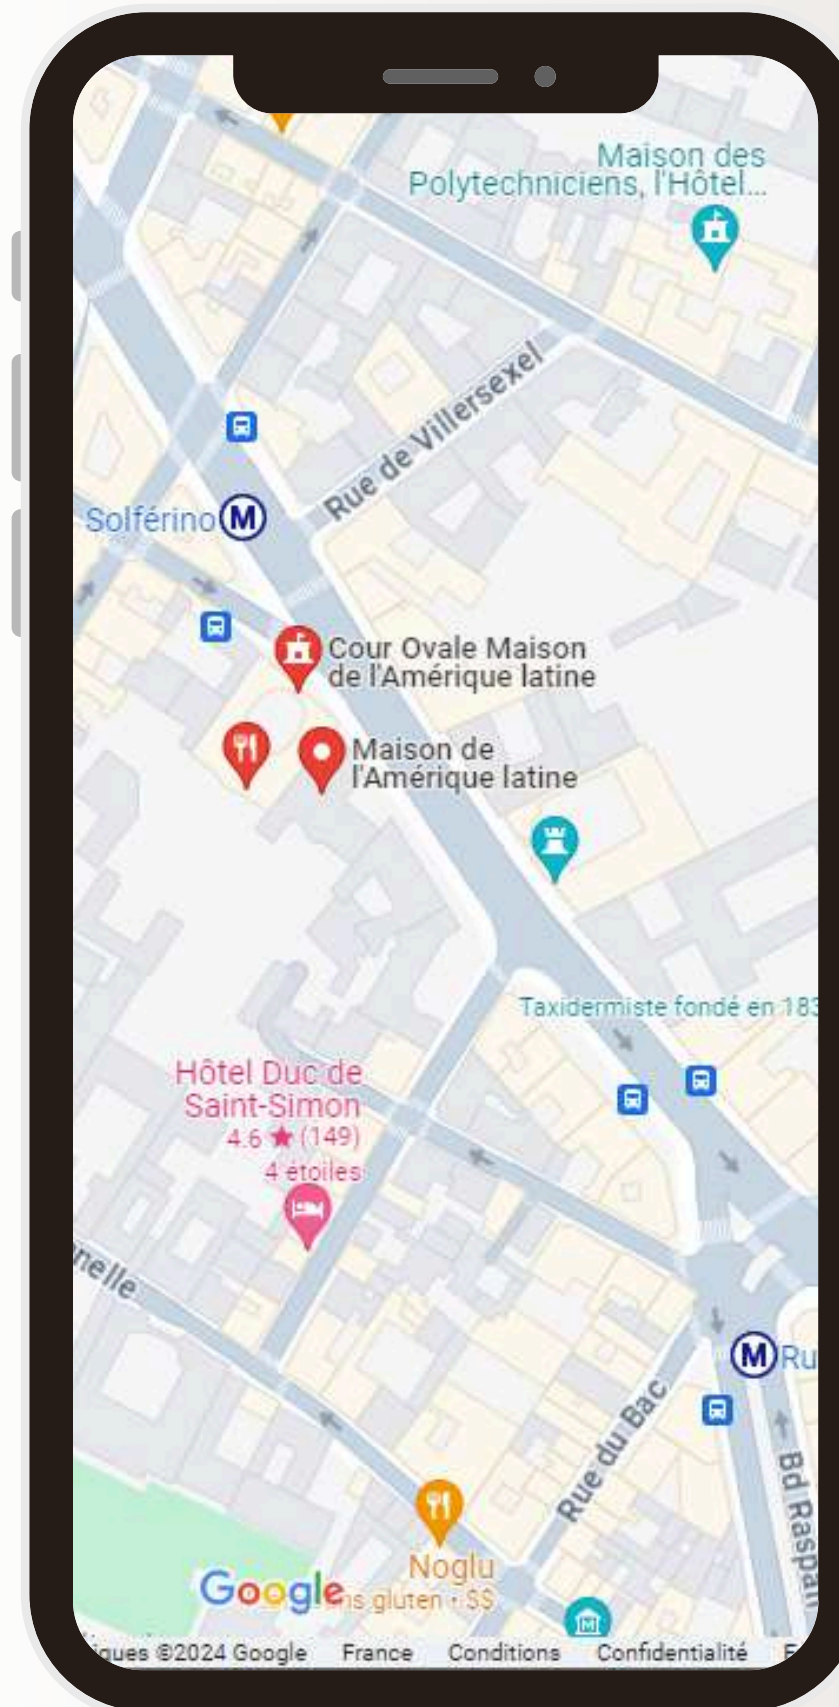 Maison des
Polytechniciens, l'Hôtel...
Rue de Villersexel
Solférino M
Cour Ovale Maison
de l'Amérique latine
Maison de
l'Amérique latine
Taxidermiste fondé en 183
Hôtel Duc de
Saint-Simon
4.6 ★ (149)
4 étoiles
nelle
M Ru
Rue du Bac
Bd Raspail
Noglu
Google ns gluten • $$
M
iques ©2024 Google France Conditions Confidentialité